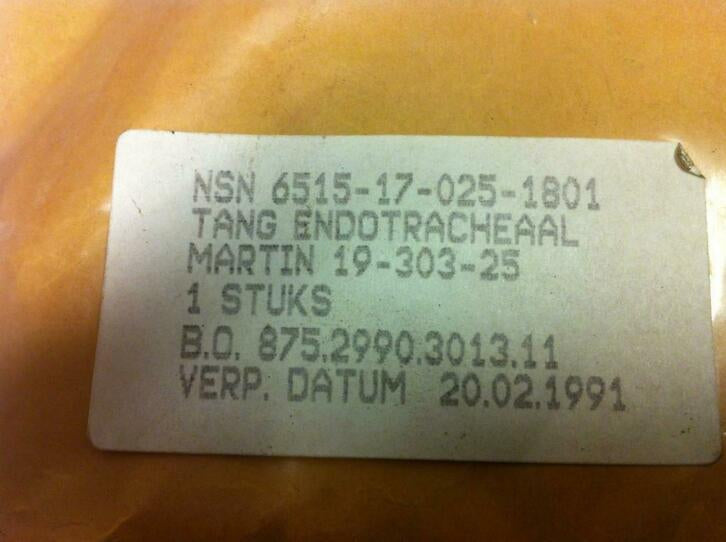 NSN 6515-17-025-1801
TANG ENDOTRACHEAAL
MARTIN 19-303-25
1 STUKS
B.O. 875.2990.3013.11
VERP. DATUM 20.02.1991